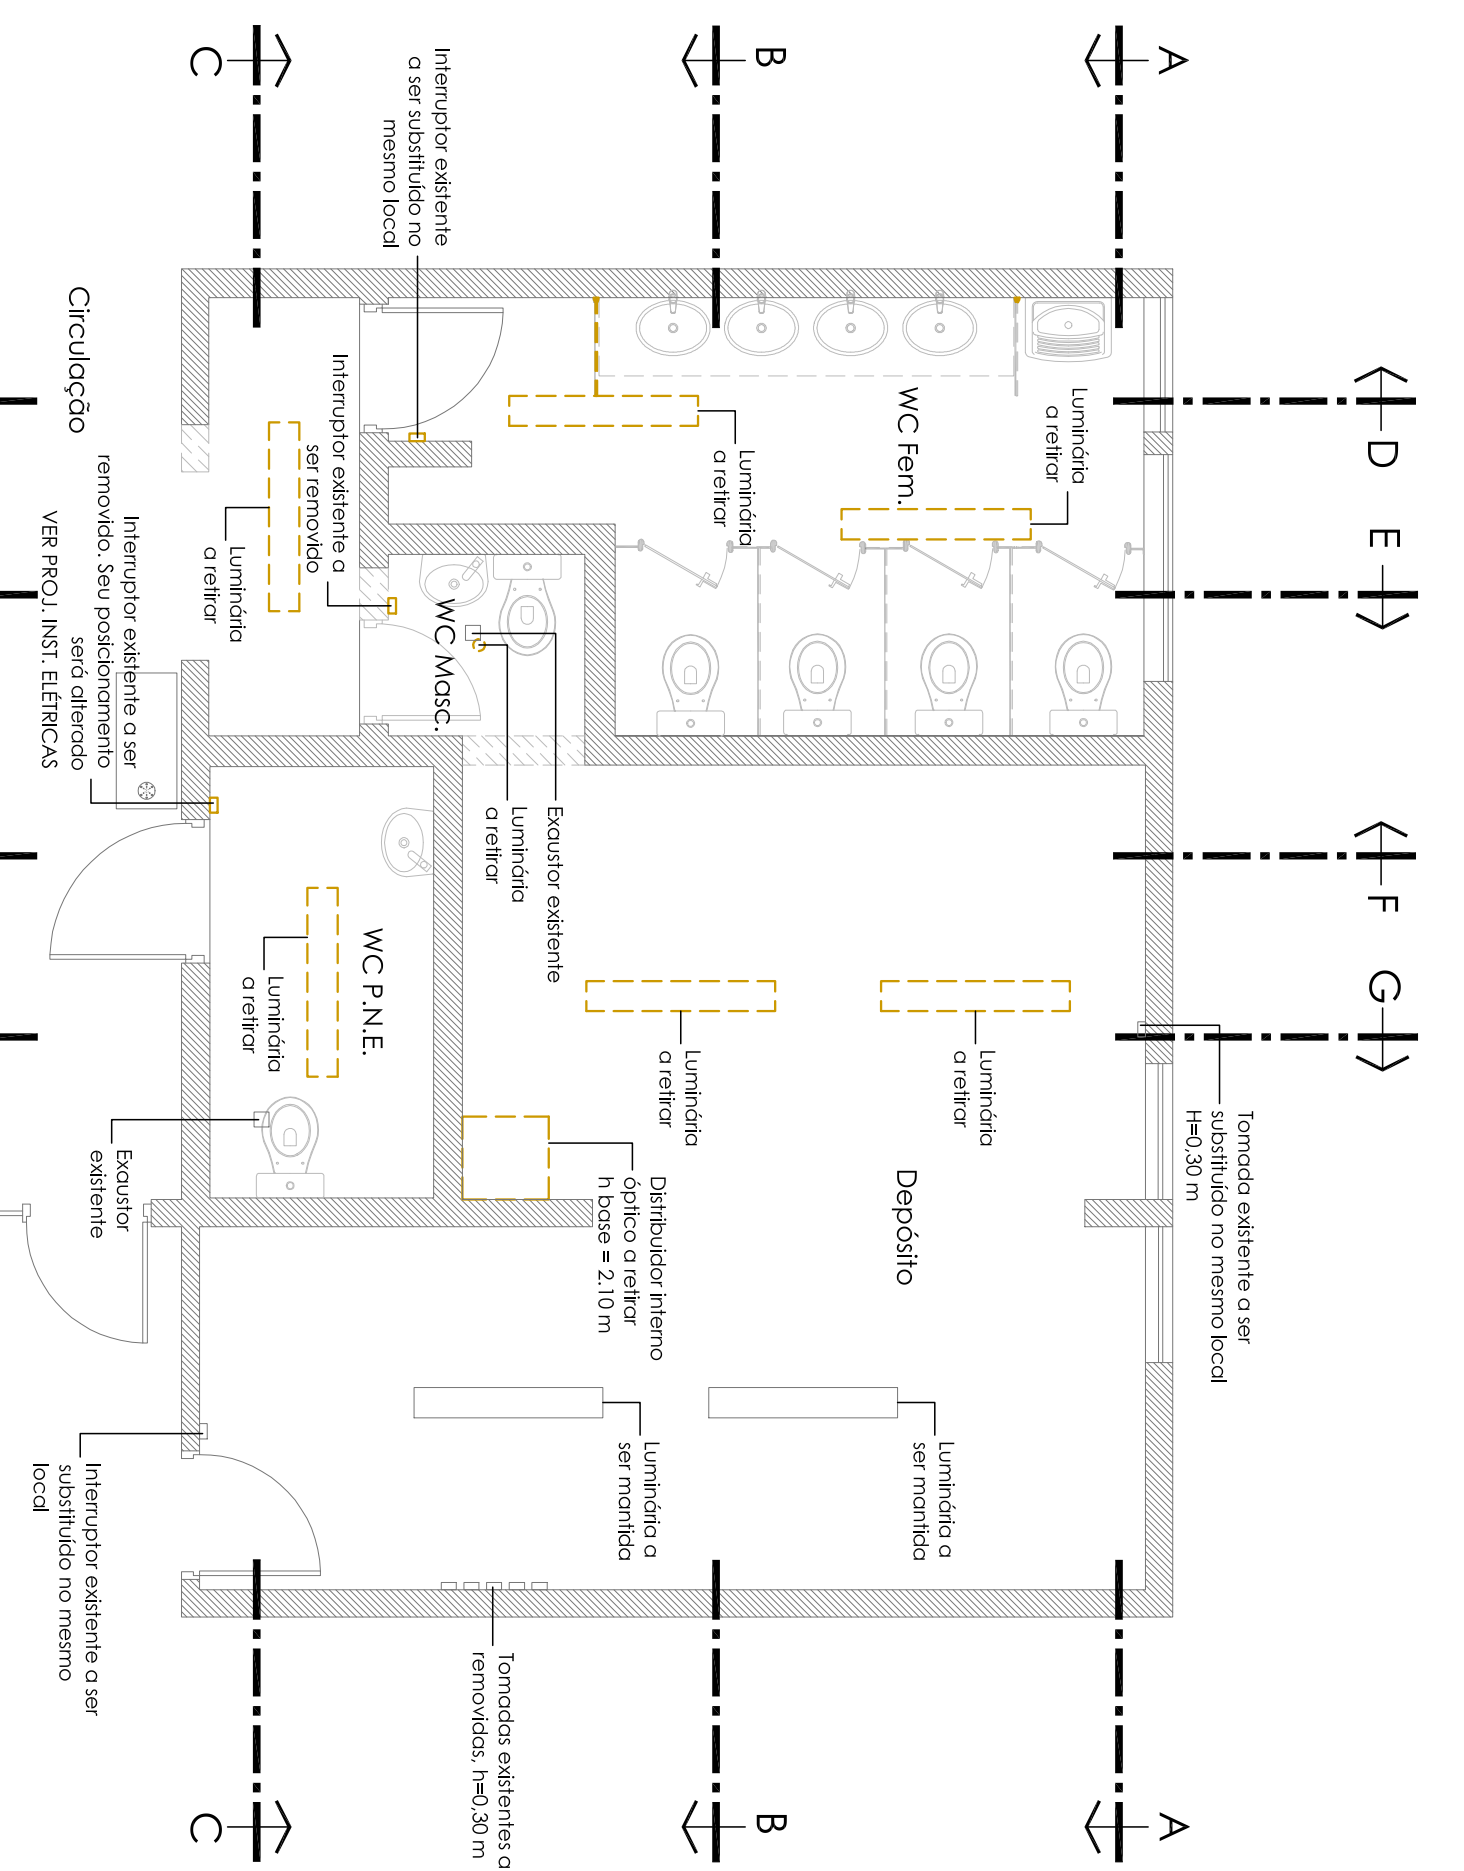 A
B
C
D
E
F
G
Tomada existente a ser
substituído no mesmo local
H=0,30 m
Luminária
a retirar
WC Fem.
Luminária
a retirar
Interruptor existente
a ser substituído no
mesmo local
Interruptor existente a
ser removido
Luminária
a retirar
Circulação
Interruptor existente a ser
removido. Seu posicionamento
será alterado
VER PROJ. INST. ELÉTRICAS
WC Masc.
Exaustor existente
Luminária
a retirar
WC P.N.E.
Luminária
a retirar
Exaustor
existente
Luminária
a retirar
Luminária
a retirar
Depósito
Distribuidor interno
óptico a retirar
h base = 2.10 m
Luminária a
ser mantida
Luminária a
ser mantida
Interruptor existente a ser
substituído no mesmo
local
Tomadas existentes a
removidas, h=0,30 m
A
B
C